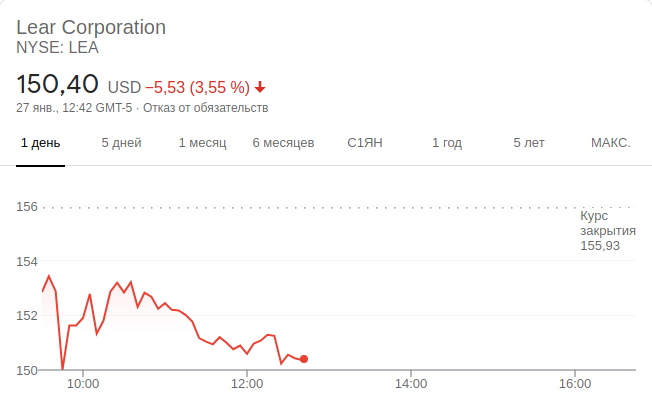 Lear Corporation
NYSE: LEA
150,40 USD −5,53 (3,55 %)
27 янв., 12:42 GMT-5 · Отказ от обязательств
1 день 5 дней 1 месяц 6 месяцев С1ЯН 1 год 5 лет МАКС.
156
Курс
закрытия
155,93
154
152
150
10:00 12:00 14:00 16:00